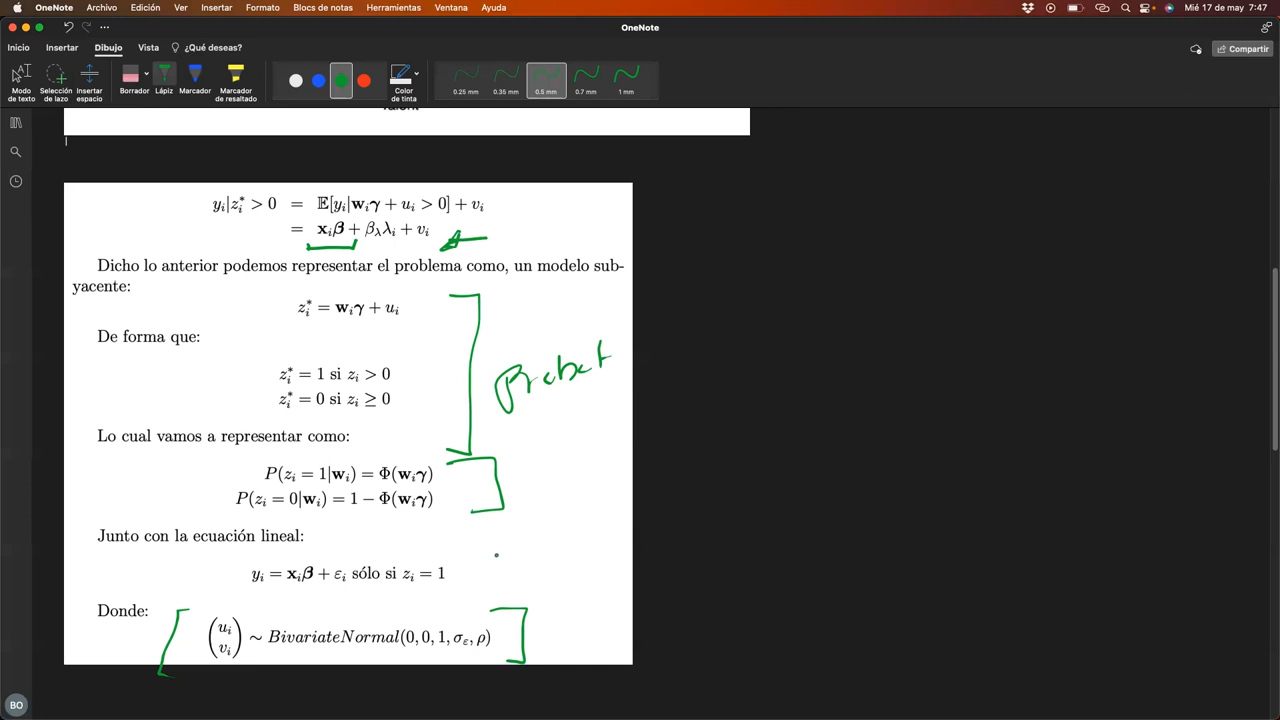 OneNote Archivo Edición Ver Insertar Formato Blocs de notas Herramientas Ventana Ayuda Mié 17 de may 7:47
OneNote
Inicio Insertar Dibujo Vista ¿Qué deseas? Compartir
Modo de texto Selección de lazo Insertar espacio Borrador Lápiz Marcador Marcador de resaltado Color de tinta 0.25 mm 0.35 mm 0.5 mm 0.7 mm 1 mm
y_i|z_i^* > 0 = 𝔼[y_i|w_iγ + u_i > 0] + v_i
= x_iβ + β_λλ_i + v_i
Dicho lo anterior podemos representar el problema como, un modelo sub-
yacente:
z_i^* = w_iγ + u_i
De forma que:
z_i^* = 1 si z_i > 0
z_i^* = 0 si z_i ≥ 0
Probit
Lo cual vamos a representar como:
P(z_i = 1|w_i) = Φ(w_iγ)
P(z_i = 0|w_i) = 1 − Φ(w_iγ)
Junto con la ecuación lineal:
y_i = x_iβ + ε_i sólo si z_i = 1
Donde:
(u_i v_i) ∼ BivariateNormal(0, 0, 1, σ_ε, ρ)
BO